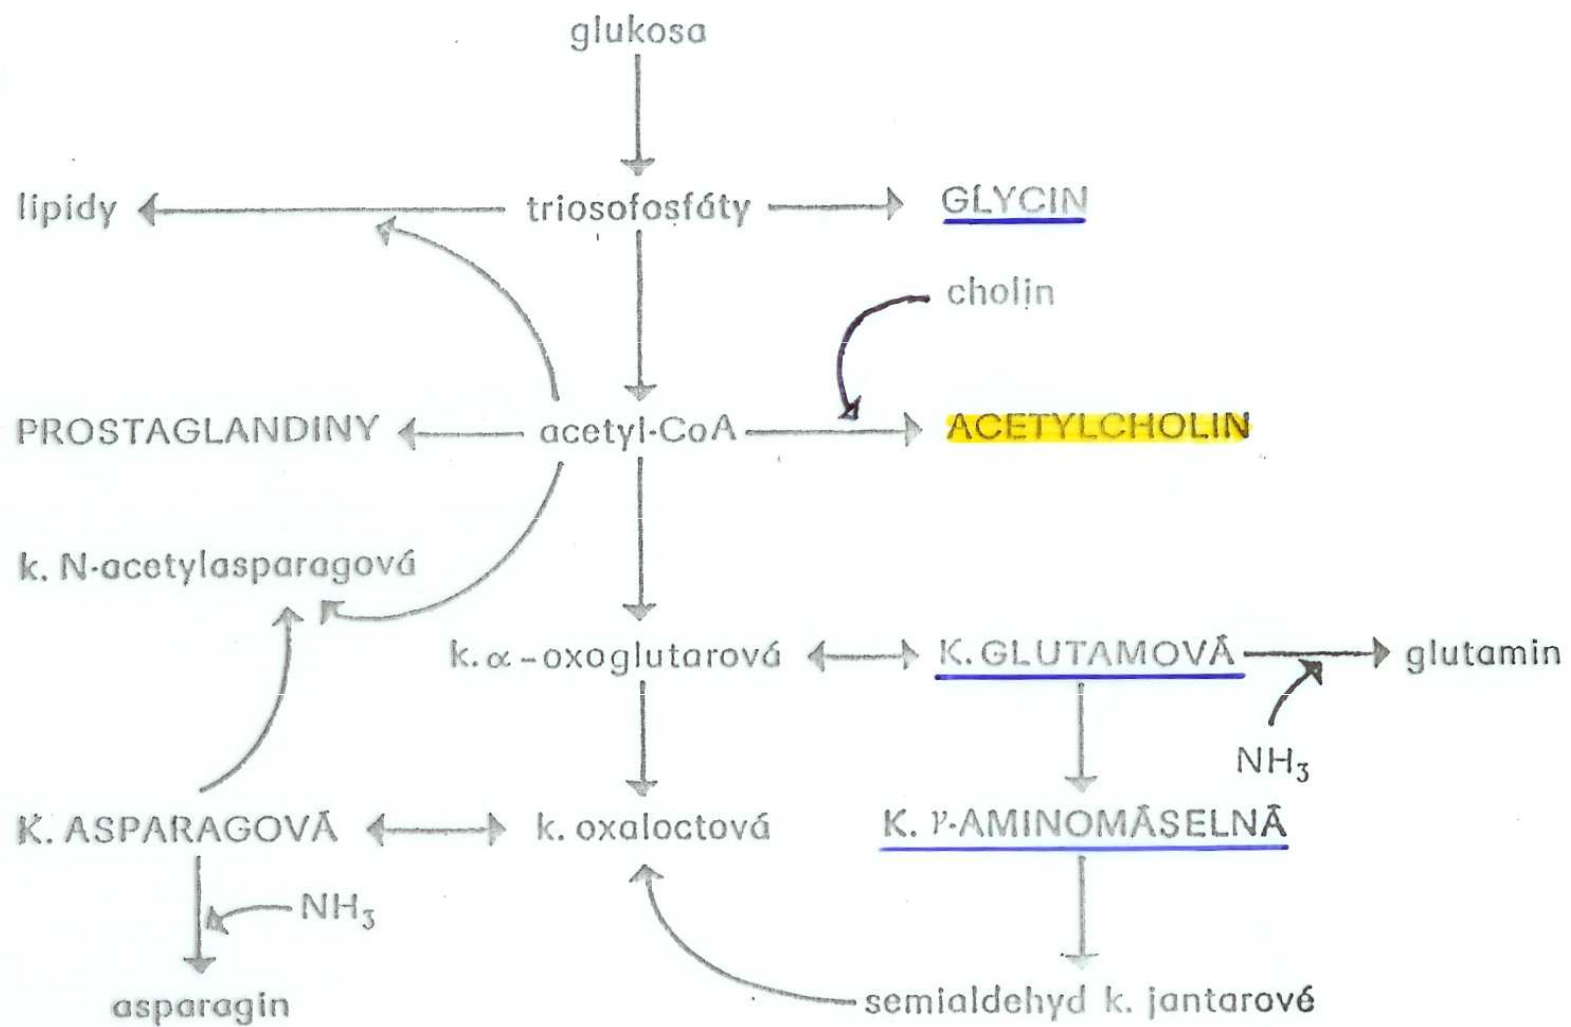 glukosa
lipidy triosofosfáty GLYCIN
cholin
PROSTAGLANDINY acetyl-CoA ACETYLCHOLIN
k. N-acetylasparagová
k. α-oxoglutarová K. GLUTAMOVÁ glutamin
NH₃
K. ASPARAGOVÁ k. oxaloctová K. γ-AMINOMÁSELNÁ
NH₃
asparagin semialdehyd k. jantarové